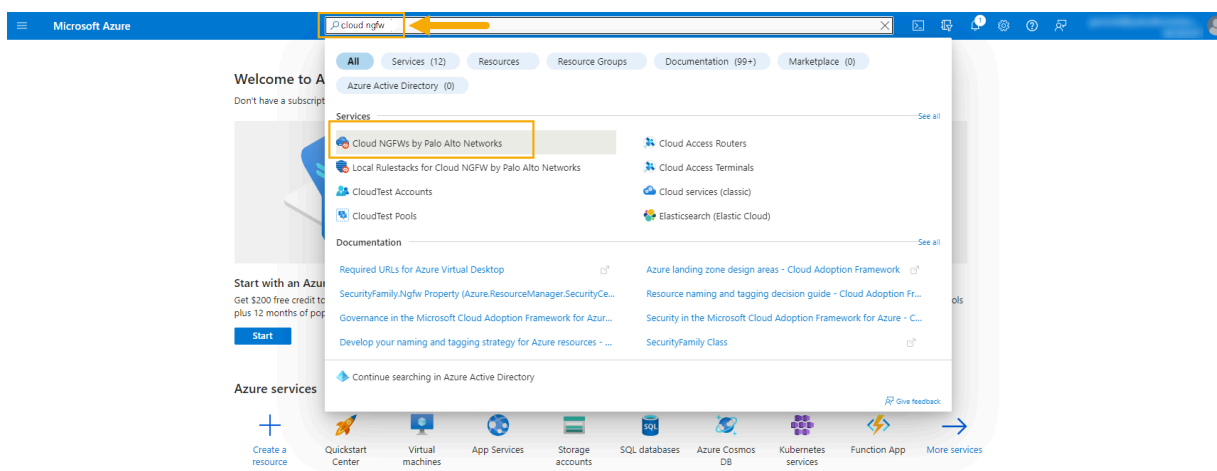 Microsoft Azure
cloud ngfw
1
All
Services (12)
Resources
Resource Groups
Documentation (99+)
Marketplace (0)
Azure Active Directory (0)
Welcome to A
Don't have a subscript
Services
See all
Cloud NGFWs by Palo Alto Networks
Cloud Access Routers
Local Rulestacks for Cloud NGFW by Palo Alto Networks
Cloud Access Terminals
CloudTest Accounts
Cloud services (classic)
CloudTest Pools
Elasticsearch (Elastic Cloud)
Documentation
See all
Required URLs for Azure Virtual Desktop
Azure landing zone design areas - Cloud Adoption Framework
SecurityFamily.Ngfw Property (Azure.ResourceManager.SecurityCe...
Resource naming and tagging decision guide - Cloud Adoption Fr...
Governance in the Microsoft Cloud Adoption Framework for Azur...
Security in the Microsoft Cloud Adoption Framework for Azure - C...
Develop your naming and tagging strategy for Azure resources - ...
SecurityFamily Class
Start with an Azur
Get $200 free credit to
plus 12 months of pop
ols
Start
Continue searching in Azure Active Directory
Give feedback
Azure services
SQL
Create a
resource
Quickstart
Center
Virtual
machines
App Services
Storage
accounts
SQL databases
Azure Cosmos
DB
Kubernetes
services
Function App
More services